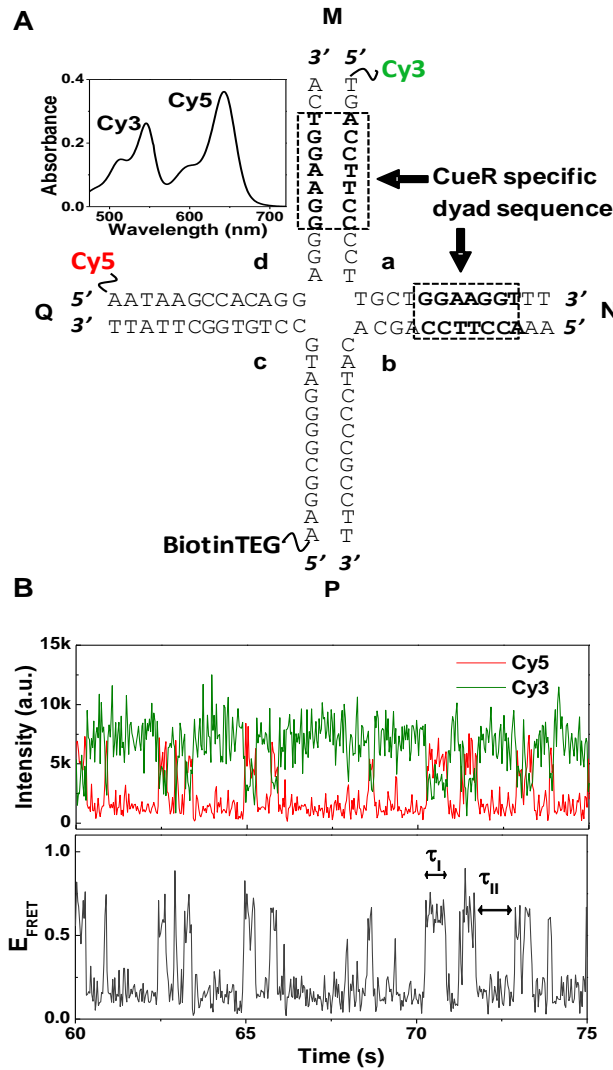 M
A
3’ 5’
Cy3
A T
C G
T A
G C
G C
A T
A T
G C
G C
G C
G C
A T
CueR specific
dyad sequence
0.4
0.2
0.0
Absorbance
Cy3
Cy5
500 600 700
Wavelength (nm)
d a
Cy5
Q
5’ AATAAGCCACAGG TGCTGGAAGGTTT 3’
3’ TTATTCGGTGTCC ACGACCTTCCAAA 5’
N
c b
G C
T A
A T
G C
G C
G C
G C
C G
G C
G C
A T
A T
BiotinTEG
5’ 3’
P
B
15k
10k
5k
0
Intensity (a.u.)
Cy5
Cy3
1.0
0.5
0.0
E FRET
τI
τII
60 65 70 75
Time (s)